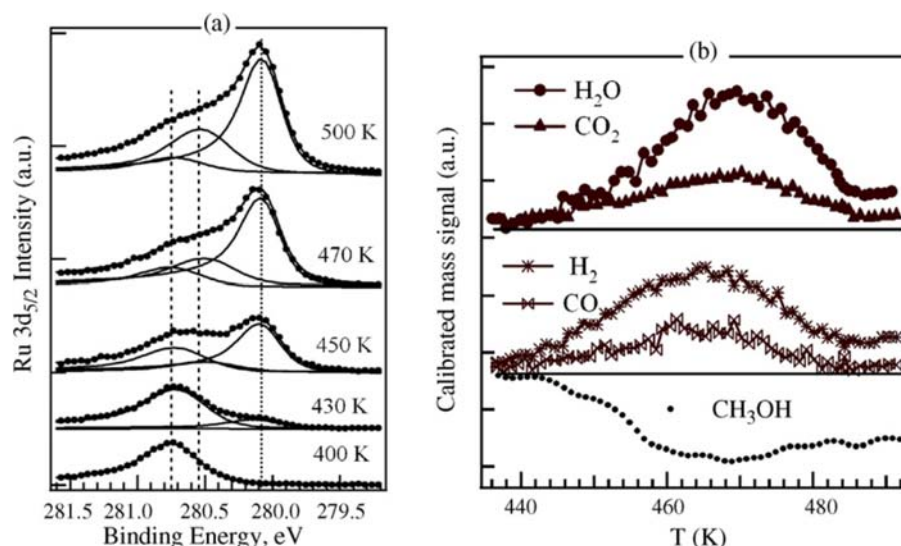 (a)
Ru 3d5/2 Intensity (a.u.)
500 K
470 K
450 K
430 K
400 K
281.5 281.0 280.5 280.0 279.5
Binding Energy, eV
(b)
Calibrated mass signal (a.u.)
H2O
CO2
H2
CO
CH3OH
440 460 480
T (K)